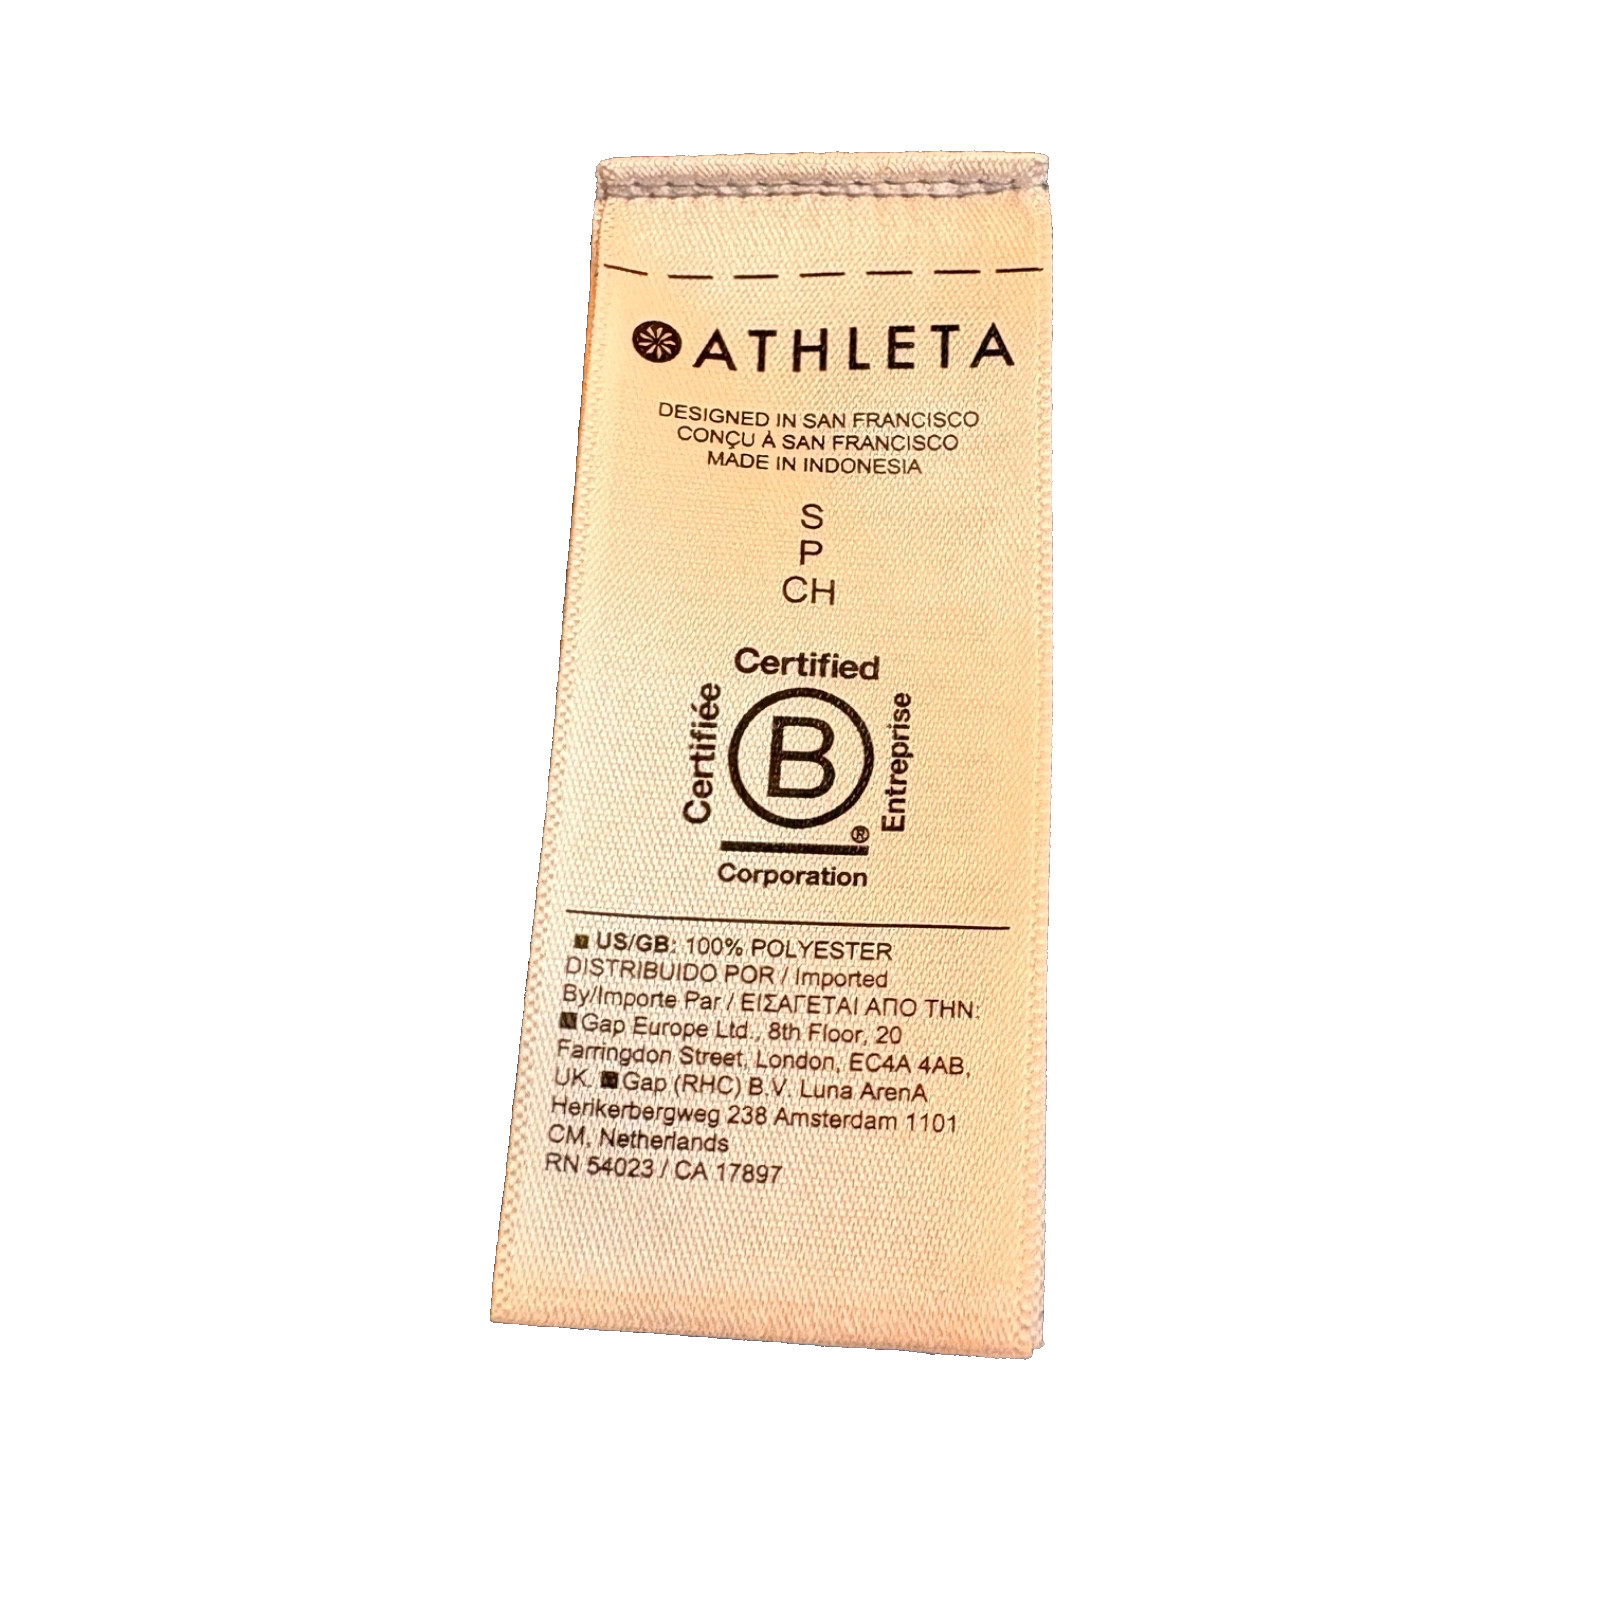 ATHLETA
DESIGNED IN SAN FRANCISCO
CONÇU À SAN FRANCISCO
MADE IN INDONESIA
S
P
CH
Certified
Certifiée
B
Entreprise
®
Corporation
US/GB: 100% POLYESTER
DISTRIBUIDO POR / Imported
By/Importe Par / ΕΙΣΑΓΕΤΑΙ ΑΠΟ ΤΗΝ:
Gap Europe Ltd., 8th Floor, 20
Farringdon Street, London, EC4A 4AB,
UK. Gap (RHC) B.V. Luna ArenA
Herikerbergweg 238 Amsterdam 1101
CM, Netherlands
RN 54023 / CA 17897